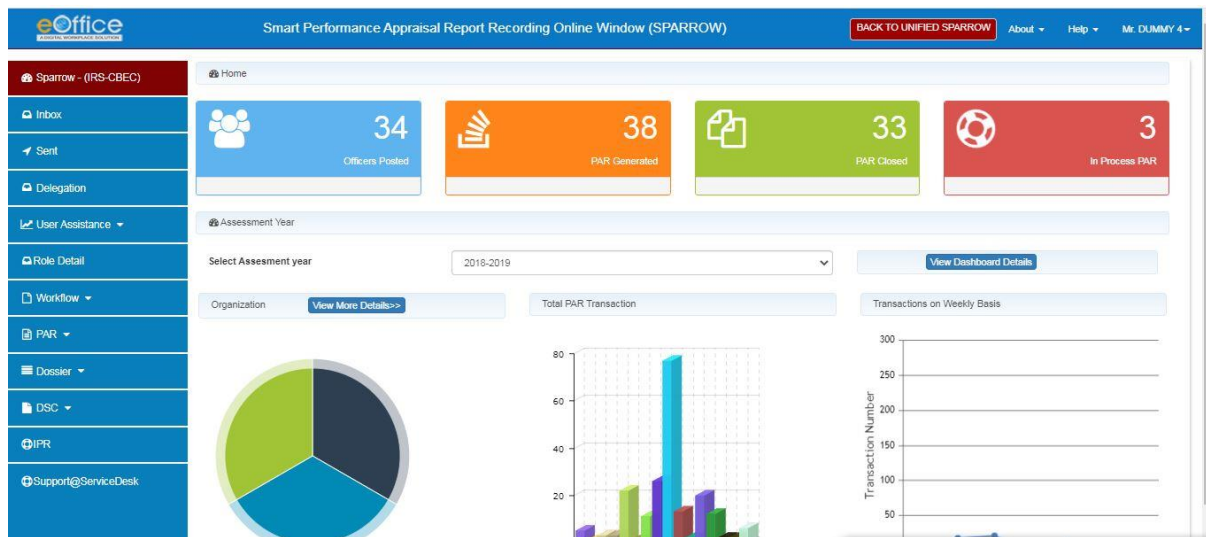 eOffice
A DIGITAL WORKPLACE SOLUTION
Smart Performance Appraisal Report Recording Online Window (SPARROW)
BACK TO UNIFIED SPARROW
About
Help
Mr. DUMMY 4
Sparrow - (IRS-CBEC)
Inbox
Sent
Delegation
User Assistance
Role Detail
Workflow
PAR
Dossier
DSC
IPR
Support@ServiceDesk
Home
34
Officers Posted
38
PAR Generated
33
PAR Closed
3
In Process PAR
Assessment Year
Select Assesment year
2018-2019
View Dashboard Details
Organization
View More Details>>
Total PAR Transaction
80
60
40
20
Transactions on Weekly Basis
Transaction Number
300
250
200
150
100
50